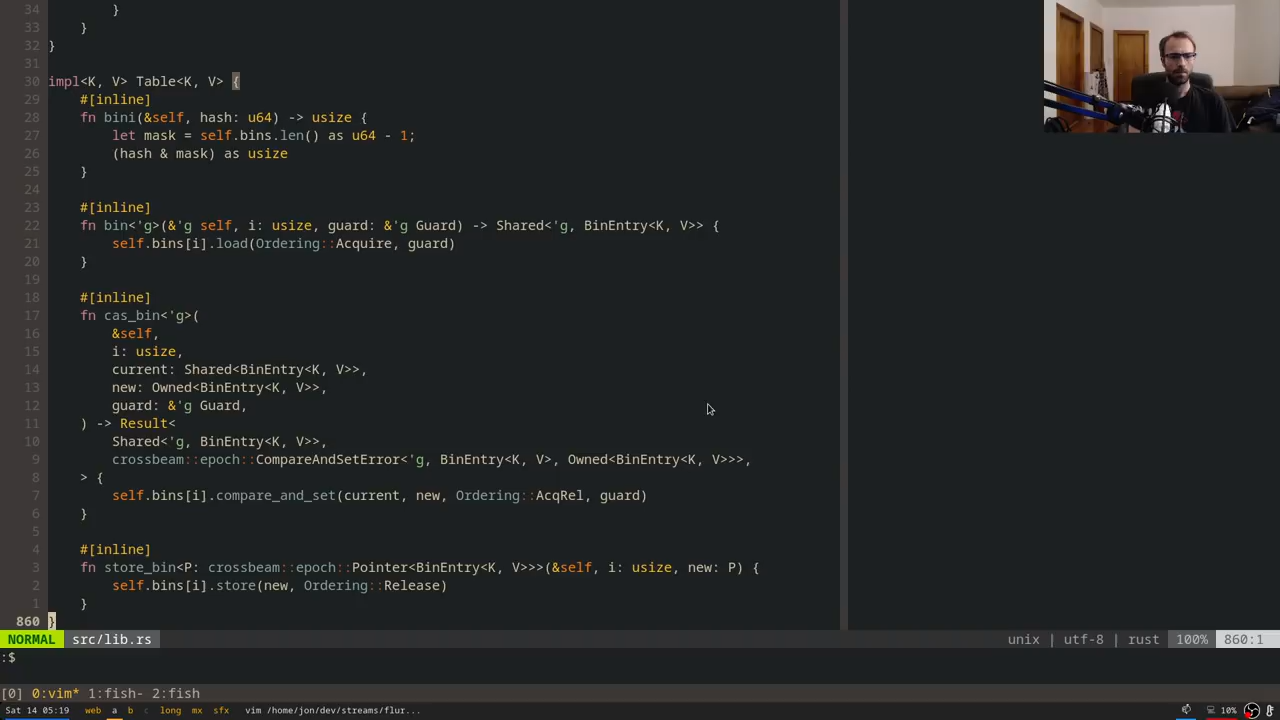 34             }
33         }
32 }
31
30 impl<K, V> Table<K, V> {
29     #[inline]
28     fn bini(&self, hash: u64) -> usize {
27         let mask = self.bins.len() as u64 - 1;
26         (hash & mask) as usize
25     }
24
23     #[inline]
22     fn bin<'g>(&'g self, i: usize, guard: &'g Guard) -> Shared<'g, BinEntry<K, V>> {
21         self.bins[i].load(Ordering::Acquire, guard)
20     }
19
18     #[inline]
17     fn cas_bin<'g>(
16         &self,
15         i: usize,
14         current: Shared<BinEntry<K, V>>,
13         new: Owned<BinEntry<K, V>>,
12         guard: &'g Guard,
11     ) -> Result<
10         Shared<'g, BinEntry<K, V>>,
9         crossbeam::epoch::CompareAndSetError<'g, BinEntry<K, V>, Owned<BinEntry<K, V>>>,
8     > {
7         self.bins[i].compare_and_set(current, new, Ordering::AcqRel, guard)
6     }
5
4     #[inline]
3     fn store_bin<P: crossbeam::epoch::Pointer<BinEntry<K, V>>>(&self, i: usize, new: P) {
2         self.bins[i].store(new, Ordering::Release)
1     }
860 }
NORMAL src/lib.rs unix | utf-8 | rust 100% 860:1
:$
[0] 0:vim* 1:fish- 2:fish
Sat 14 05:19 web a b c long mx sfx vim /home/jon/dev/streams/flur... 10%